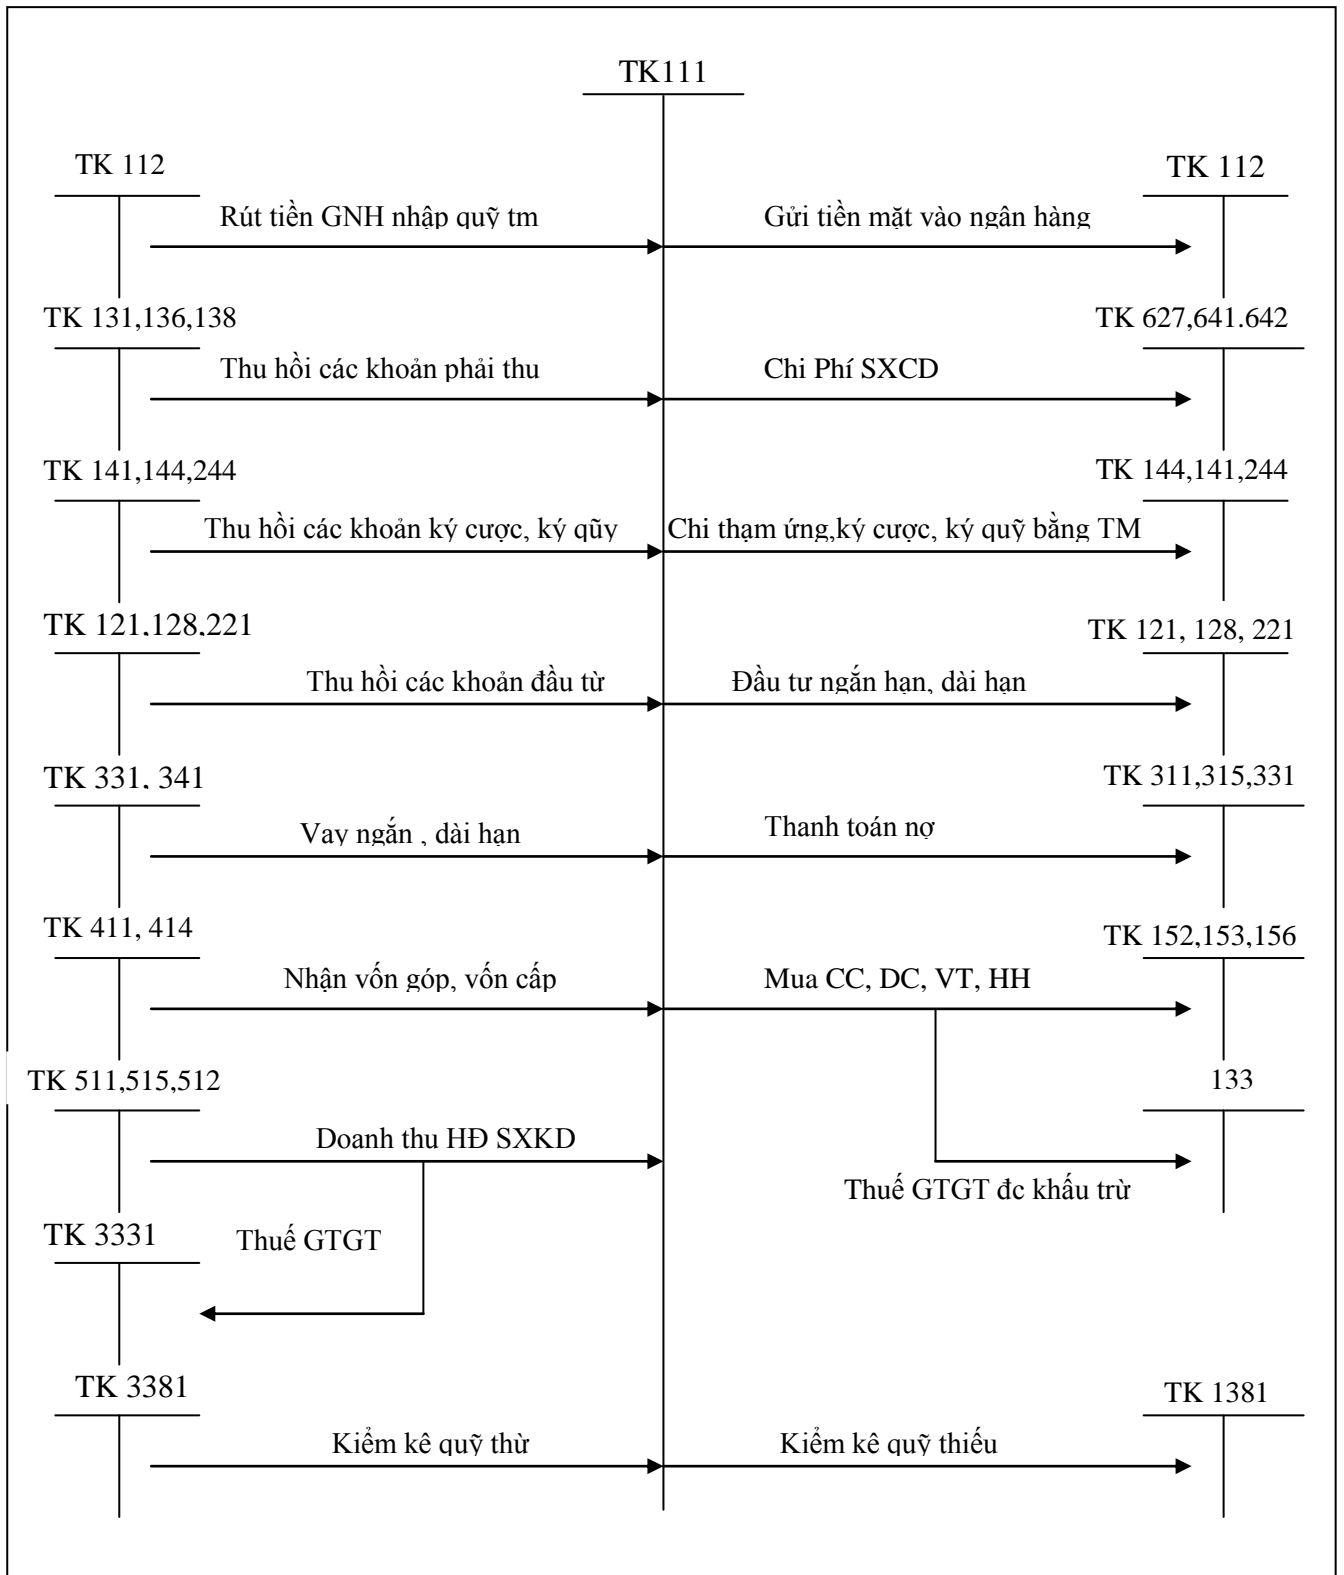 TK111
TK 112
TK 112
Rút tiền GNH nhập quỹ tm
Gửi tiền mặt vào ngân hàng
TK 131,136,138
TK 627,641.642
Thu hồi các khoản phải thu
Chi Phí SXCD
TK 141,144,244
TK 144,141,244
Thu hồi các khoản ký cược, ký qũy
Chi thạm ứng,ký cược, ký quỹ bằng TM
TK 121,128,221
TK 121, 128, 221
Thu hồi các khoản đầu từ
Đầu tư ngắn hạn, dài hạn
TK 331, 341
TK 311,315,331
Vay ngắn , dài hạn
Thanh toán nợ
TK 411, 414
TK 152,153,156
Nhận vốn góp, vốn cấp
Mua CC, DC, VT, HH
TK 511,515,512
133
Doanh thu HĐ SXKD
Thuế GTGT đc khấu trừ
TK 3331
Thuế GTGT
TK 3381
TK 1381
Kiểm kê quỹ thừ
Kiểm kê quỹ thiếu